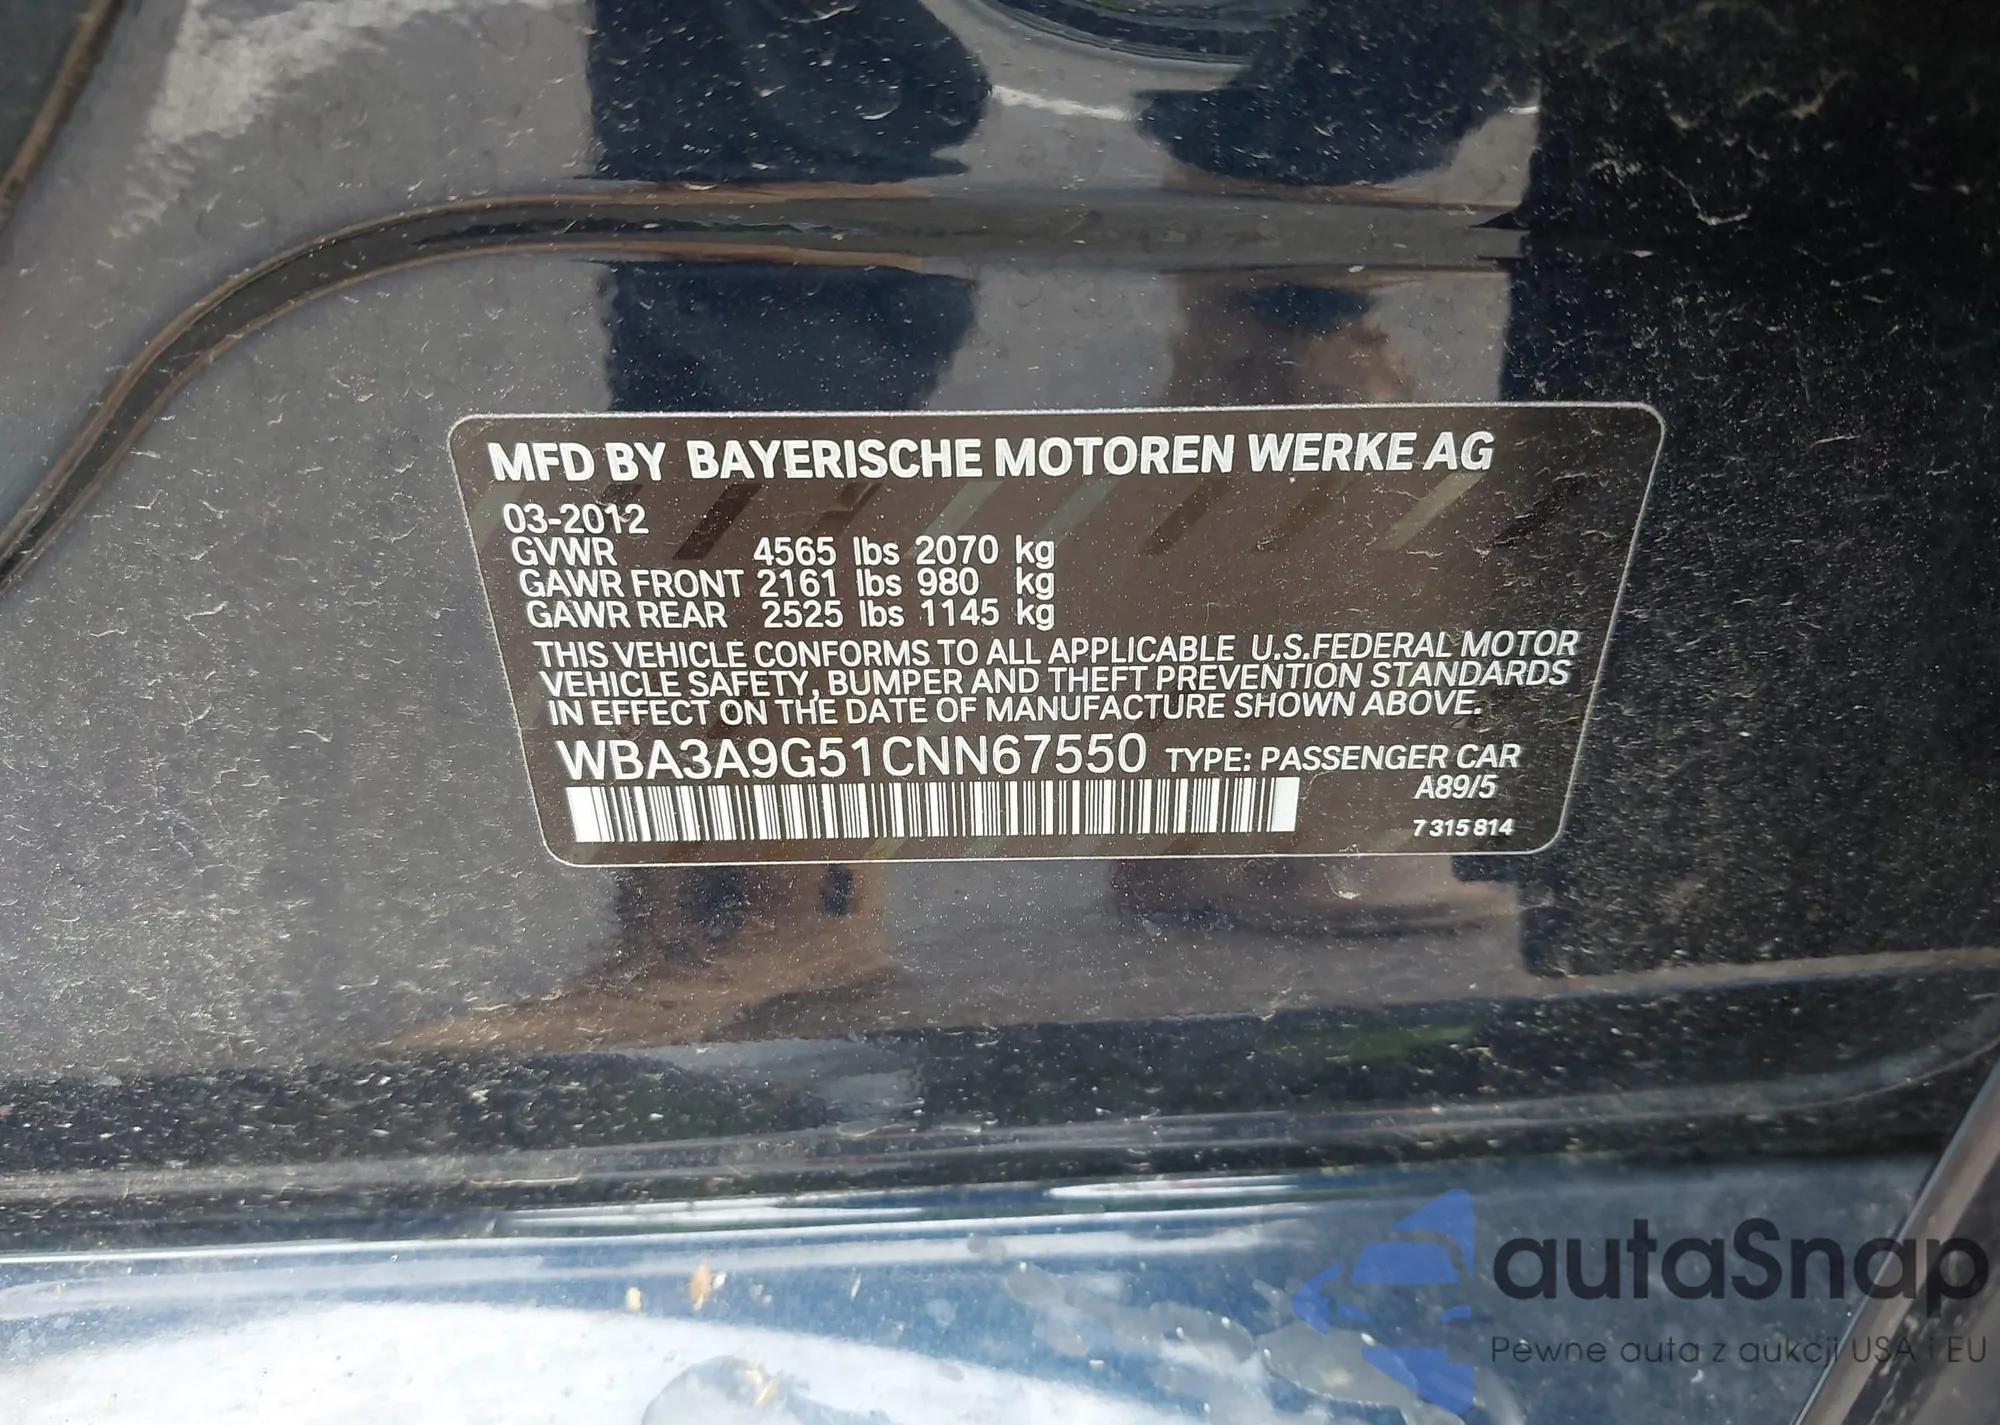 MFD BY BAYERISCHE MOTOREN WERKE AG
03-2012
GVWR 4565 lbs 2070 kg
GAWR FRONT 2161 lbs 980 kg
GAWR REAR 2525 lbs 1145 kg
THIS VEHICLE CONFORMS TO ALL APPLICABLE U.S.FEDERAL MOTOR
VEHICLE SAFETY, BUMPER AND THEFT PREVENTION STANDARDS
IN EFFECT ON THE DATE OF MANUFACTURE SHOWN ABOVE.
WBA3A9G51CNN67550 TYPE: PASSENGER CAR
A89/5
7 315 814
autaSnap
Pewne auta z aukcji USA i EU